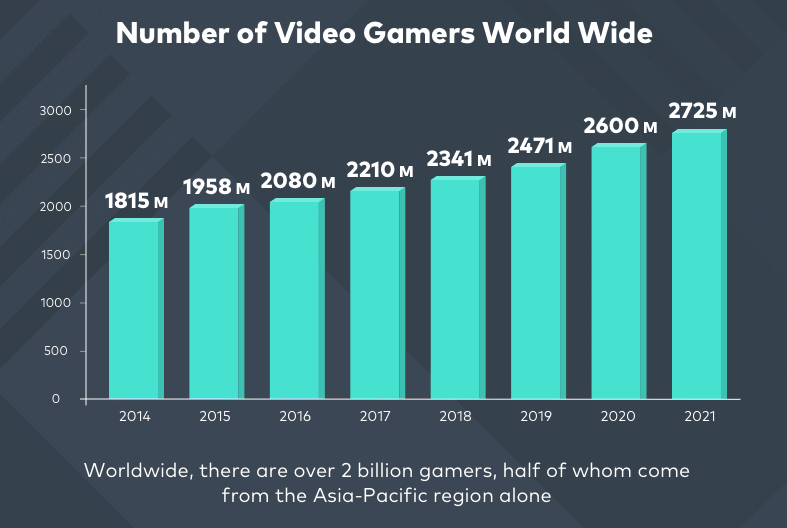 Number of Video Gamers World Wide
3000
2500
2000
1500
1000
500
0
1815 M
1958 M
2080 M
2210 M
2341 M
2471 M
2600 M
2725 M
2014
2015
2016
2017
2018
2019
2020
2021
Worldwide, there are over 2 billion gamers, half of whom come
from the Asia-Pacific region alone